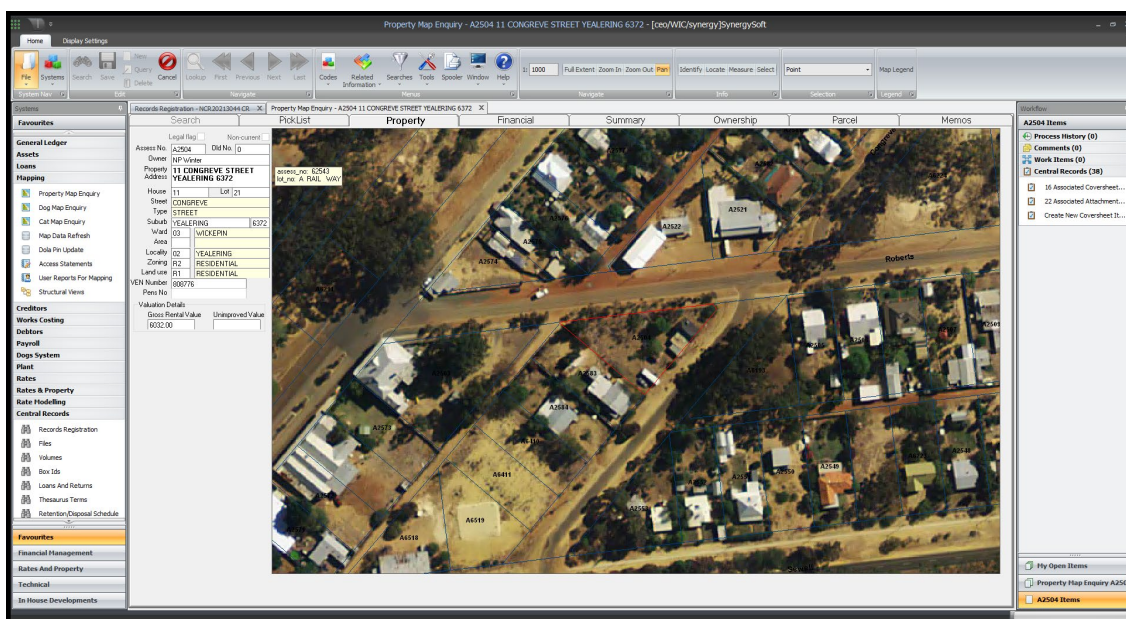 Property Map Enquiry - A2504 11 CONGREVE STREET YEALERING 6372 - [ceo/WIC/synergy]SynergySoft
Home Display Settings
File Systems Search Save New Query Delete Cancel Lookup First Previous Next Last Codes Related Information Searches Tools Spooler Window Help 1: 1000 Full Extent Zoom In Zoom Out Pan Identify Locate Measure Select Point Map Legend
System Nav Edit Navigate Menus Navigate Info Selection Legend
Systems
Records Registration - NCR20213044.CR X Property Map Enquiry - A2504 11 CONGREVE STREET YEALERING 6372 X
Workflow
Search PickList Property Financial Summary Ownership Parcel Memos
Favourites
General Ledger
Assets
Loans
Mapping
Property Map Enquiry
Dog Map Enquiry
Cat Map Enquiry
Map Data Refresh
Dola Pin Update
Access Statements
User Reports For Mapping
Structural Views
Creditors
Works Costing
Debtors
Payroll
Dogs System
Plant
Rates
Rates & Property
Rate Modelling
Central Records
Records Registration
Files
Volumes
Box Ids
Loans And Returns
Thesaurus Terms
Retention/Disposal Schedule
Favourites
Financial Management
Rates And Property
Technical
In House Developments
Legal flag Non-current
Assess No. A2504 Old No. 0
Owner NP Winter
Property Address 11 CONGREVE STREET YEALERING 6372
House 11 Lot 21
Street CONGREVE
Type STREET
Suburb YEALERING 6372
Ward 03 WICKEPIN
Area
Locality 02 YEALERING
Zoning R2 RESIDENTIAL
Land use R1 RESIDENTIAL
VEN Number 808776
Pens No
Valuation Details
Gross Rental Value Unimproved Value
6032.00
assess_no: 62543
lot_no: A RAIL WAY
A2521
A2522
A2574
Roberts
A2583
A2584
A2573
A6410
A6411
A6519
A6518
A2550
A2549
A2548
A2552
A2504 Items
Process History (0)
Comments (0)
Work Items (0)
Central Records (38)
16 Associated Coversheet...
22 Associated Attachment...
Create New Coversheet It...
My Open Items
Property Map Enquiry A250
A2504 Items